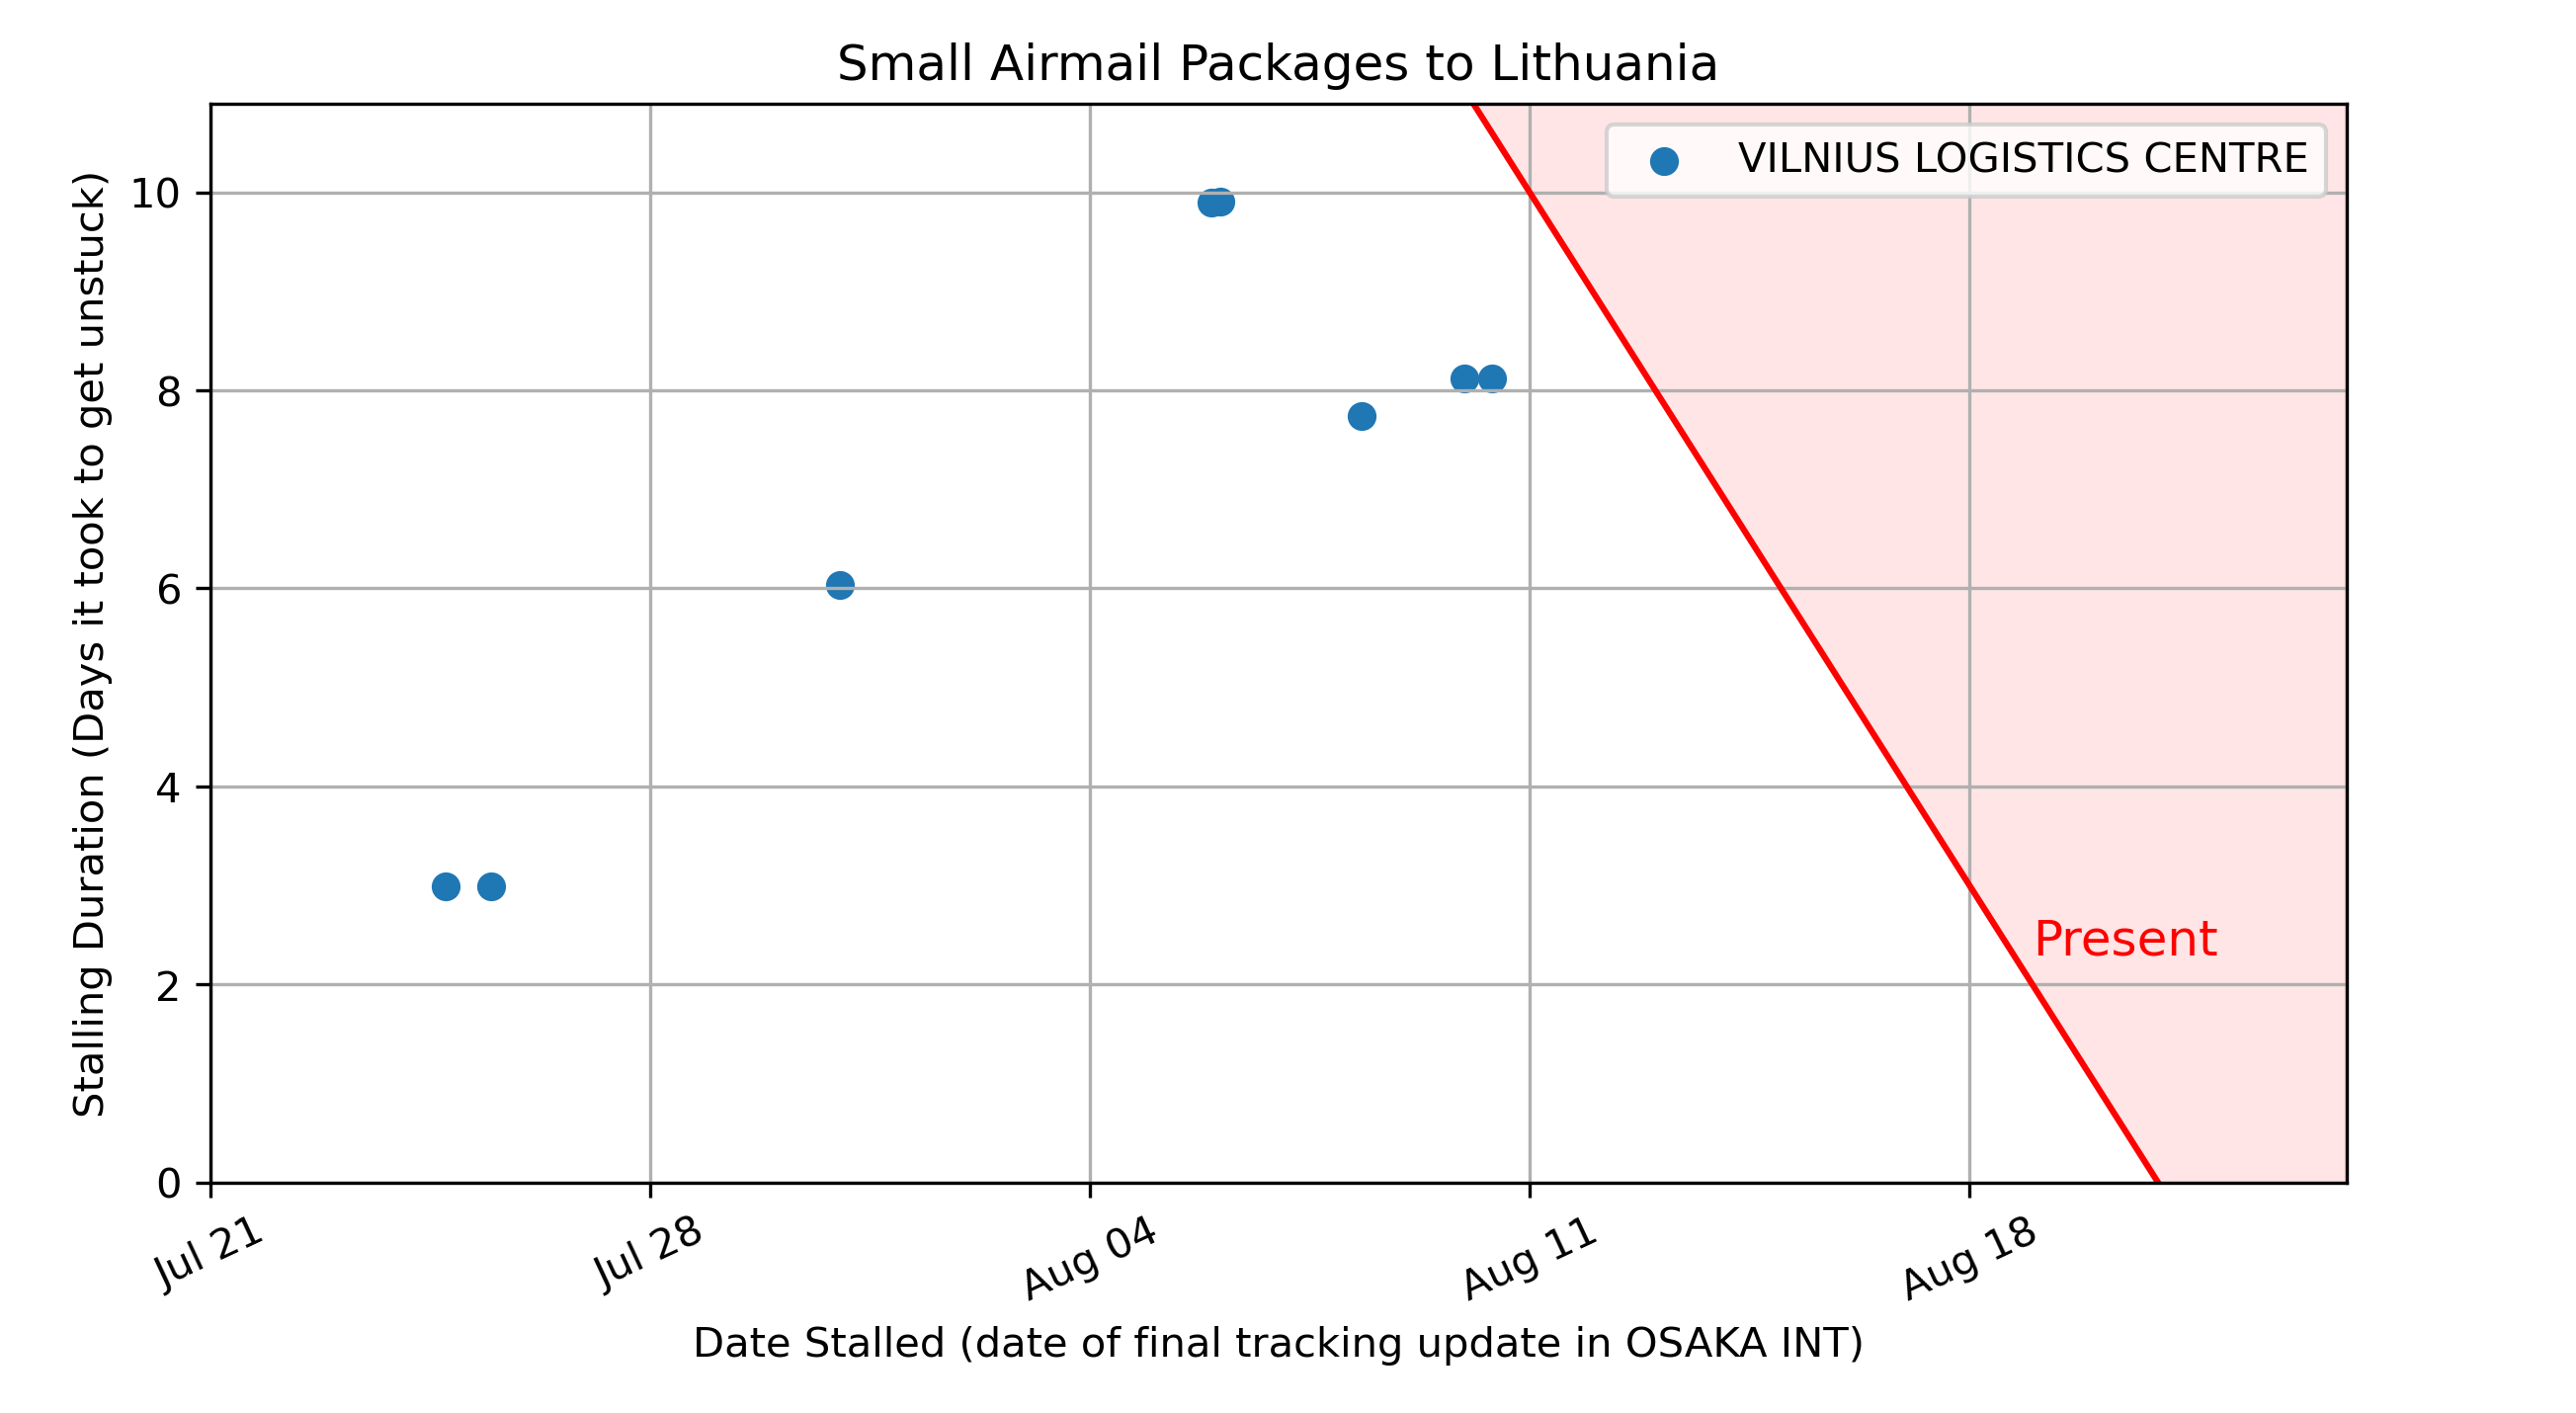 Small Airmail Packages to Lithuania
VILNIUS LOGISTICS CENTRE
Stalling Duration (Days it took to get unstuck)
10
8
6
4
2
0
Present
Jul 21
Jul 28
Aug 04
Aug 11
Aug 18
Date Stalled (date of final tracking update in OSAKA INT)